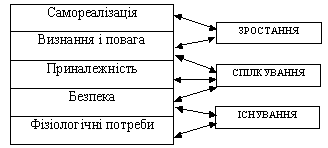 Самореалізація
Визнання і повага
Приналежність
Безпека
Фізіологічні потреби
ЗРОСТАННЯ
СПІЛКУВАННЯ
ІСНУВАННЯ